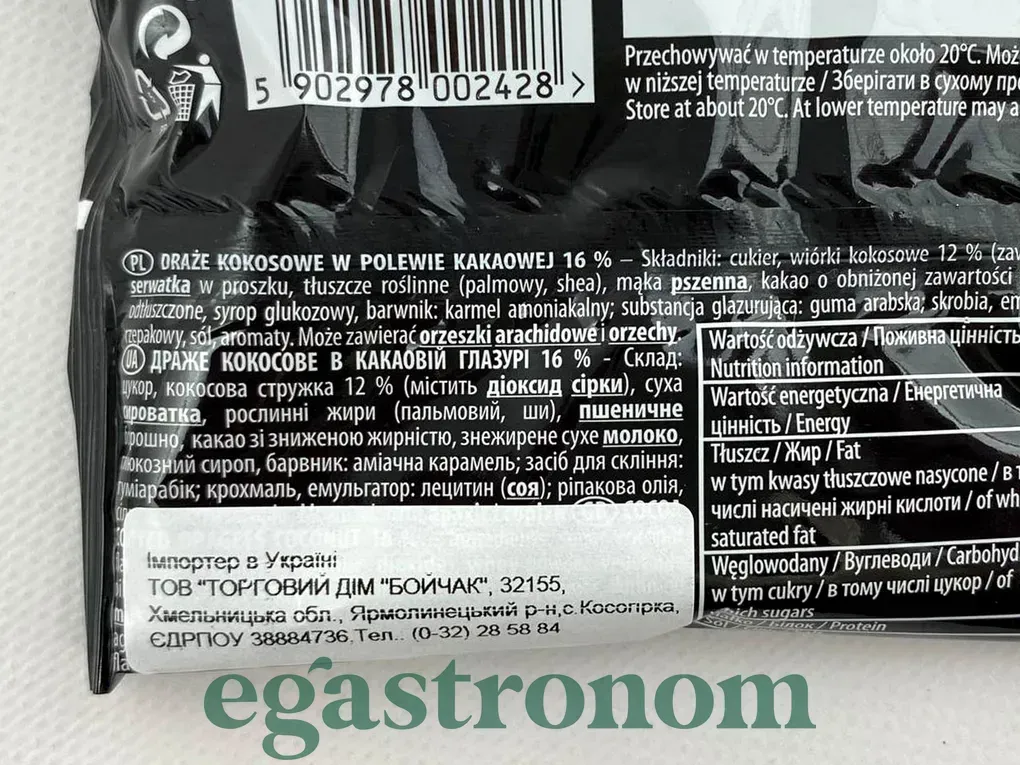 5 902978 002428 >
Przechowywać w temperaturze około 20°C. Moż
w niższej temperaturze / Зберігати в сухому
Store at about 20°C. At lower temperature may
PL DRAŻE KOKOSOWE W POLEWIE KAKAOWEJ 16 % – Składniki: cukier, wiórki kokosowe 12 % (zaw
serwatka w proszku, tłuszcze roślinne (palmowy, shea), mąka pszenna, kakao o obniżonej zawartości
odtłuszczone, syrop glukozowy, barwnik: karmel amoniakalny; substancja glazurująca: guma arabska; skrobia, em
rzepakowy, sól, aromaty. Może zawierać orzeszki arachidowe i orzechy.
UA ДРАЖЕ КОКОСОВЕ В КАКАОВІЙ ГЛАЗУРІ 16 % - Склад:
цукор, кокосова стружка 12 % (містить діоксид сірки), суха
сироватка, рослинні жири (пальмовий, ши), пшеничне
борошно, какао зі зниженою жирністю, знежирене сухе молоко,
глюкозний сироп, барвник: аміачна карамель; засіб для скління:
гуміарабік; крохмаль, емульгатор: лецитин (соя); ріпакова олія,
Імпортер в Україні
ТОВ "ТОРГОВИЙ ДІМ "БОЙЧАК", 32155,
Хмельницька обл., Ярмолинецький р-н,с.Косогірка,
ЄДРПОУ 38884736,Тел.. (0-32) 28 58 84
Wartość odżywcza / Поживна цінність
Nutrition information
Wartość energetyczna / Енергетична
цінність / Energy
Tłuszcz / Жир / Fat
w tym kwasy tłuszczowe nasycone / в т
числі насичені жирні кислоти / of wh
saturated fat
Węglowodany / Вуглеводи / Carbohyd
w tym cukry / в тому числі цукор / of
which sugars
Białko / Білок / Protein
egastronom